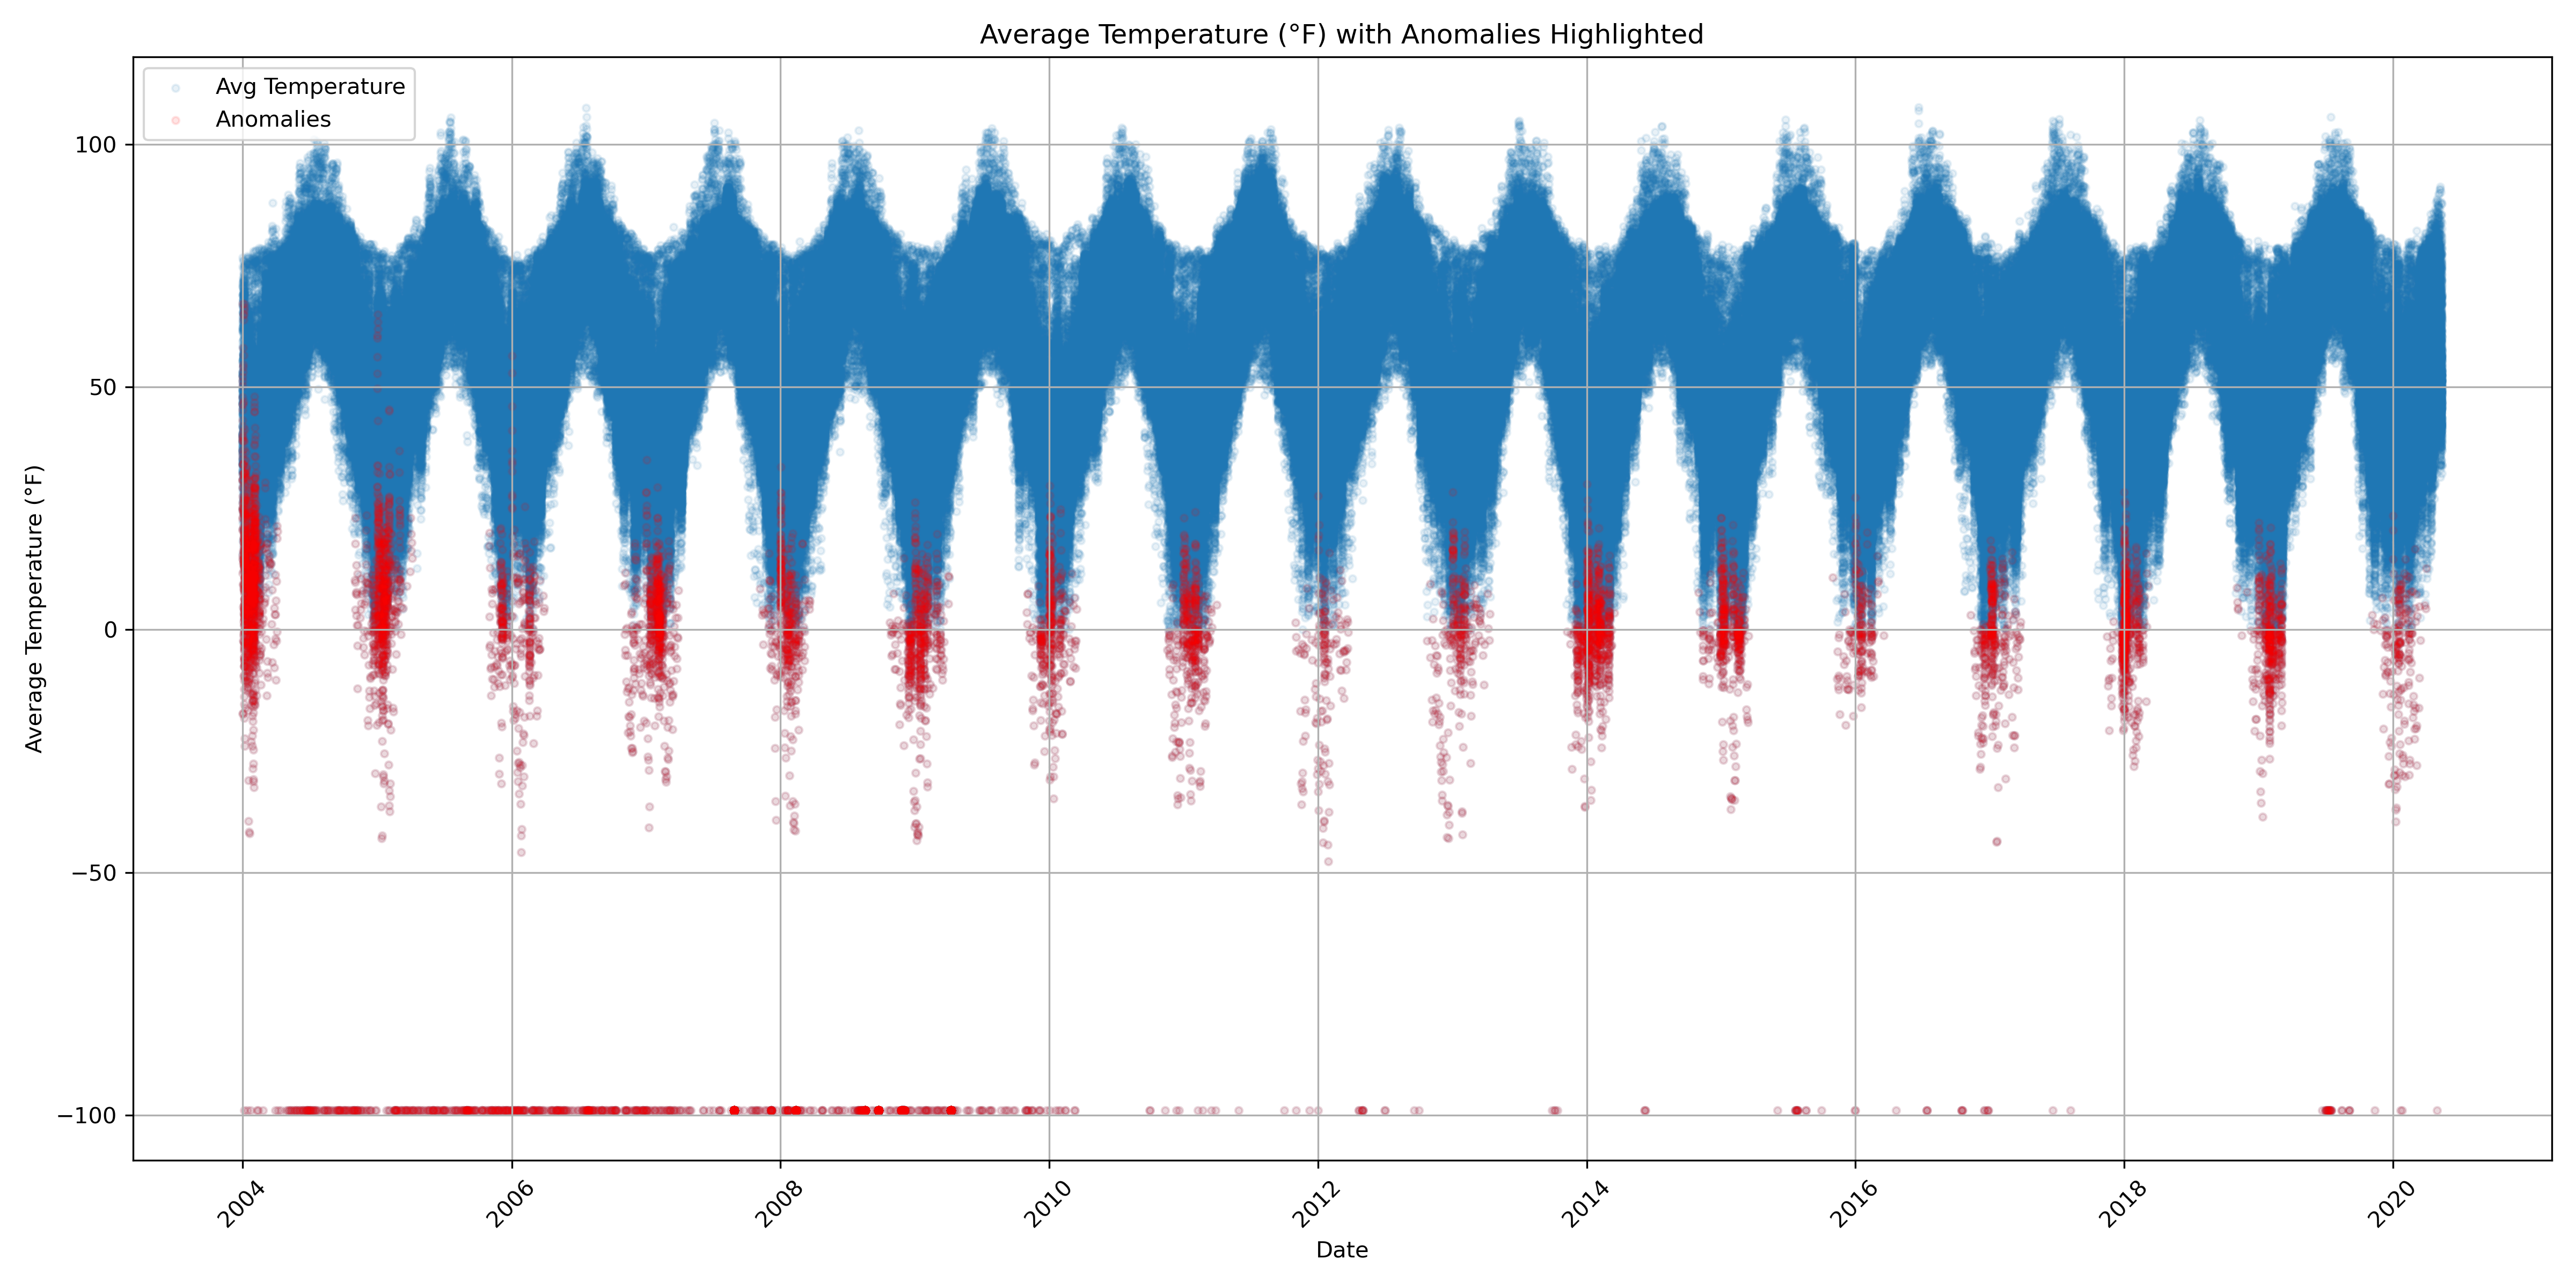 Average Temperature (°F) with Anomalies Highlighted
Avg Temperature
Anomalies
100
50
0
−50
−100
Average Temperature (°F)
2004
2006
2008
2010
2012
2014
2016
2018
2020
Date